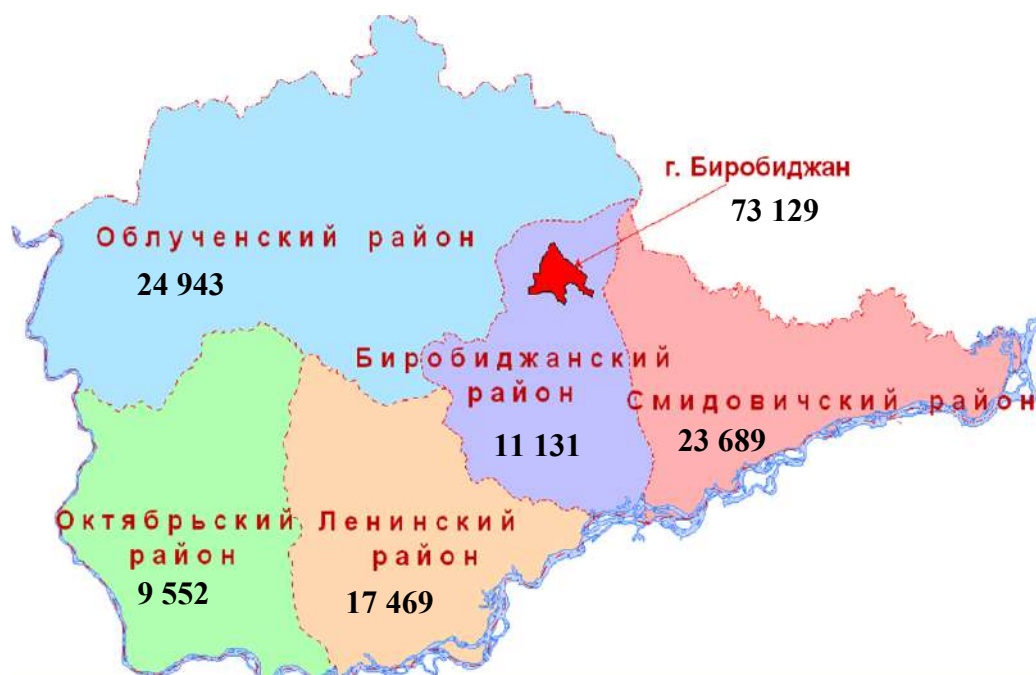 г. Биробиджан
73 129
Облученский район
24 943
Биробиджанский
район
11 131
Смидовичский район
23 689
Октябрьский
район
9 552
Ленинский
район
17 469